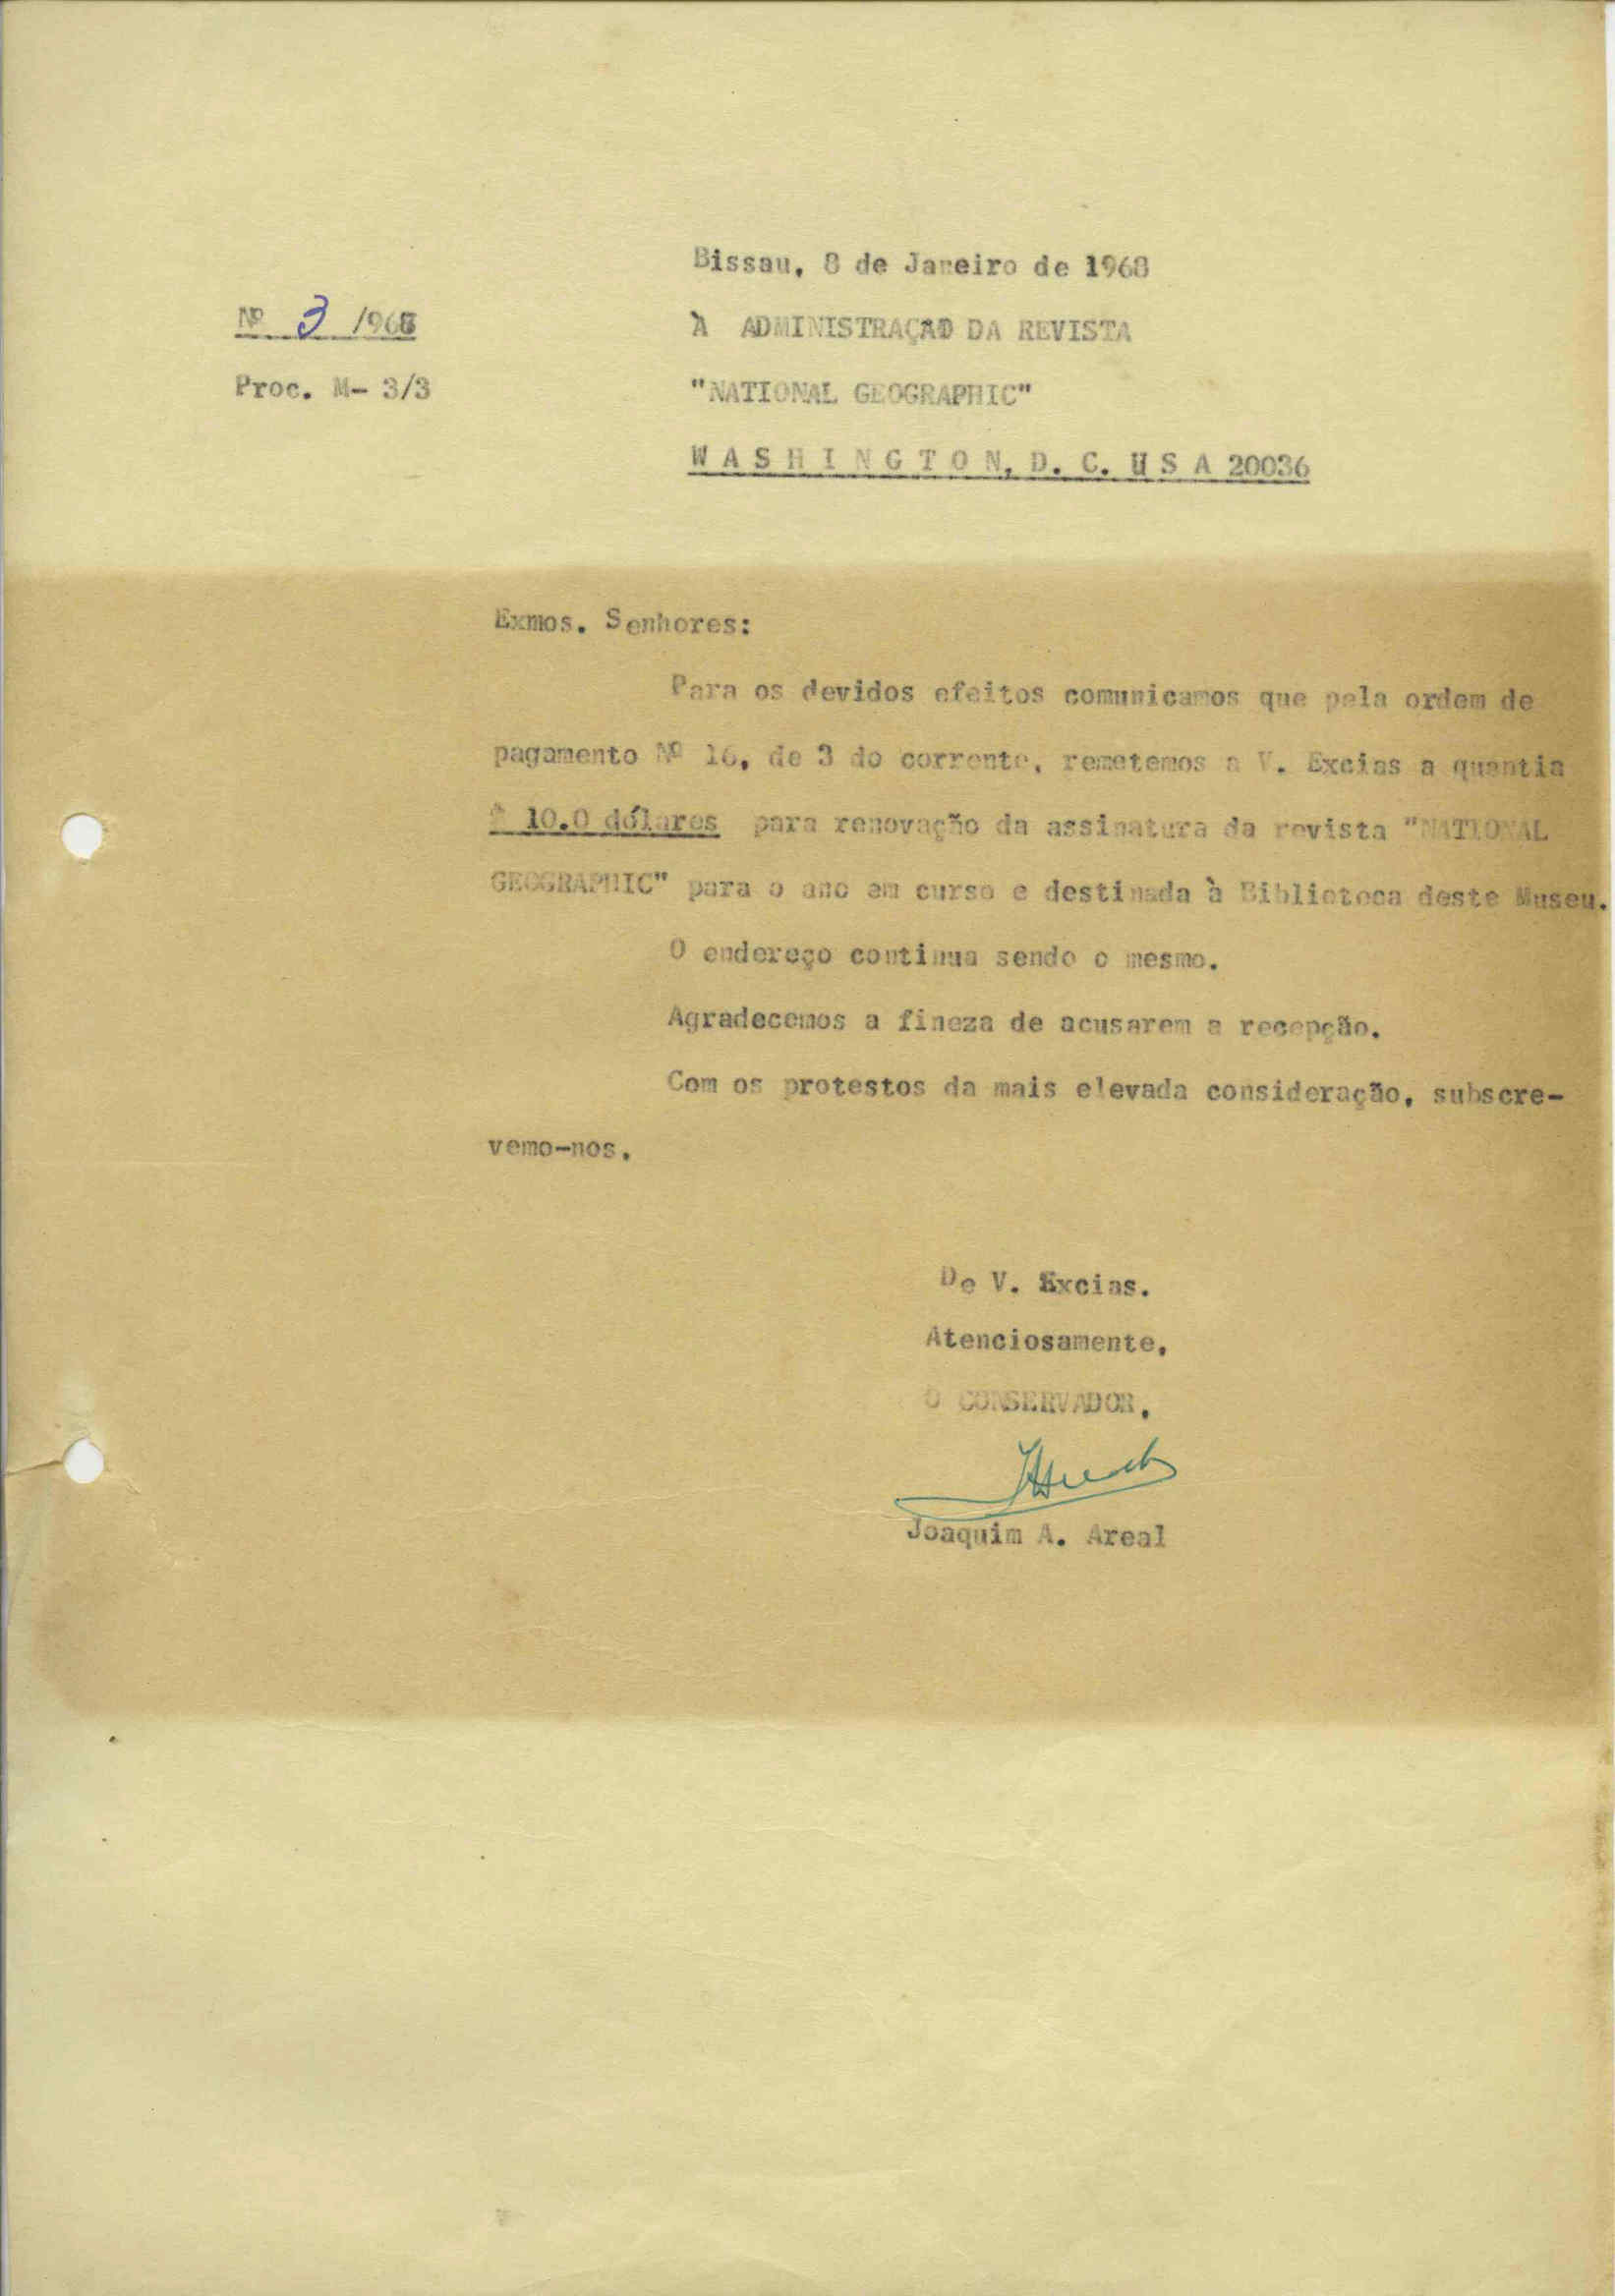 Bissau, 8 de Janeiro de 1968
Nº 3 /968
À ADMINISTRAÇÃO DA REVISTA
Proc. M- 3/3
"NATIONAL GEOGRAPHIC"
W A S H I N G T O N, D. C. U S A 20036
Exmos. Senhores:
Para os devidos efeitos comunicamos que pela ordem de
pagamento Nº 16, de 3 do corrente, remetemos a V. Excias a quantia
10.0 dólares para renovação da assinatura da revista "NATIONAL
GEOGRAPHIC" para o ano em curso e destinada à Biblioteca deste Museu.
O endereço continua sendo o mesmo.
Agradecemos a fineza de acusarem a recepção.
Com os protestos da mais elevada consideração, subscre-
vemo-nos.
De V. Excias.
Atenciosamente,
O CONSERVADOR,
Joaquim A. Areal